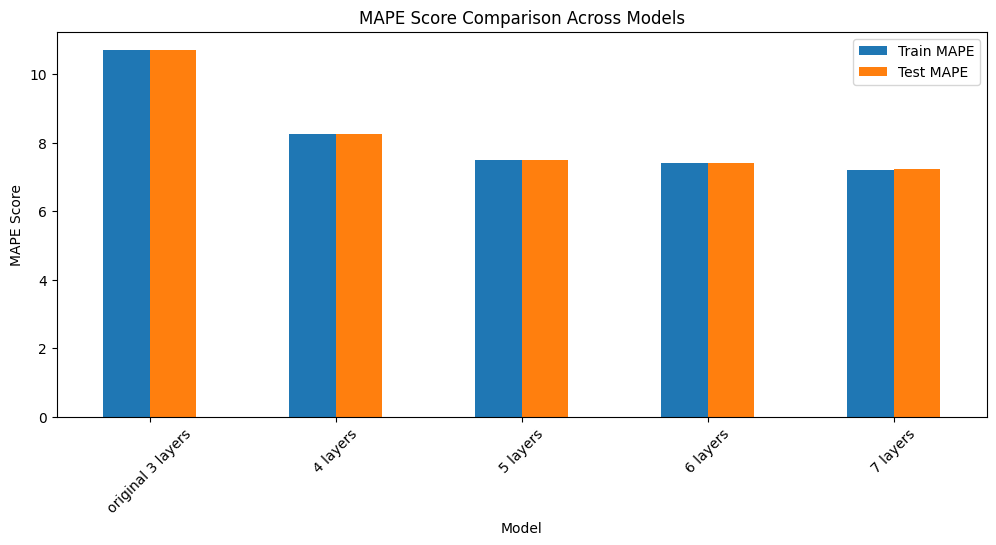 MAPE Score Comparison Across Models
Train MAPE
Test MAPE
MAPE Score
10
8
6
4
2
0
original 3 layers
4 layers
5 layers
6 layers
7 layers
Model